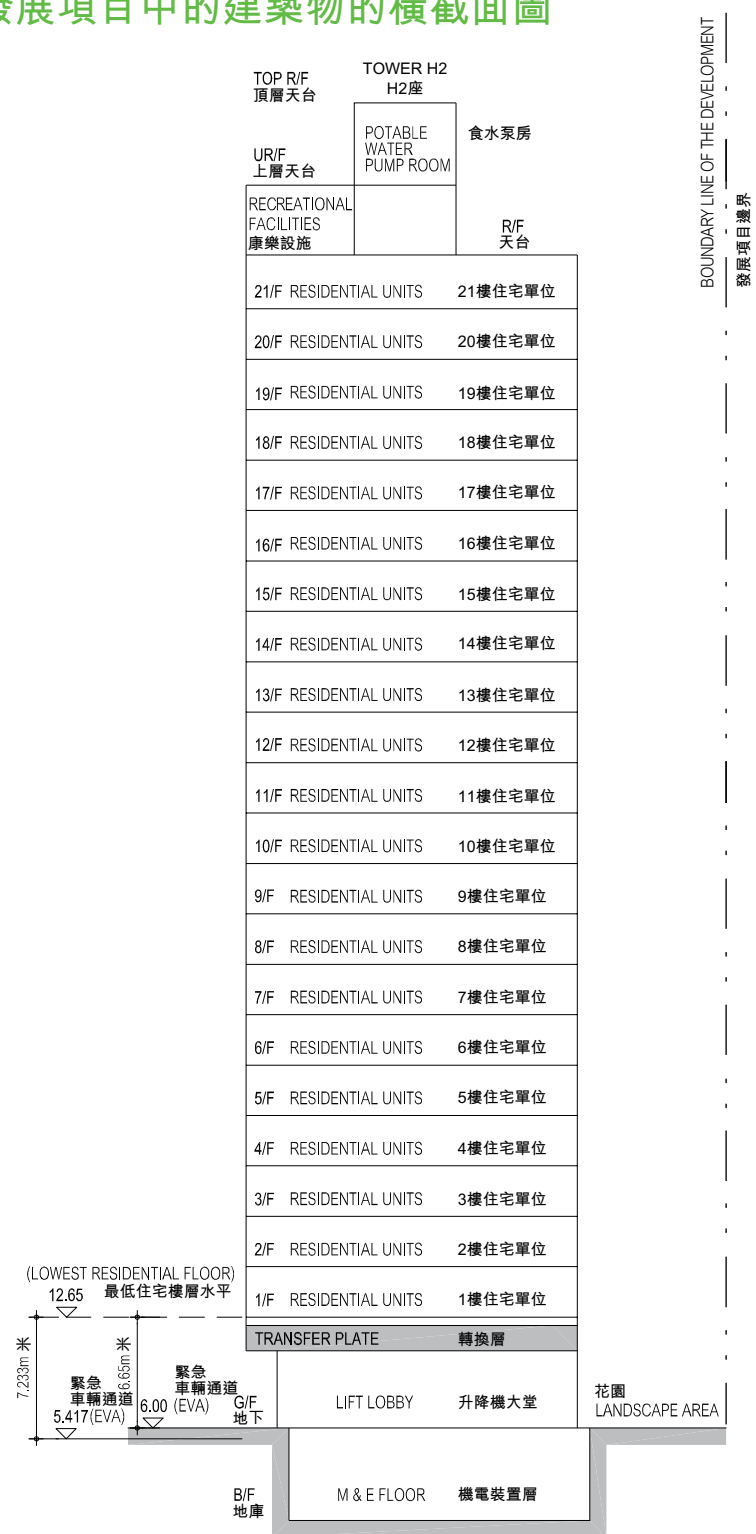 發展項目中的建築物的橫截面圖
TOWER H2
H2座
TOP R/F
頂層天台
POTABLE
WATER
PUMP ROOM
食水泵房
UR/F
上層天台
RECREATIONAL
FACILITIES
康樂設施
R/F
天台
BOUNDARY LINE OF THE DEVELOPMENT
發展項目邊界
21/F RESIDENTIAL UNITS 21樓住宅單位
20/F RESIDENTIAL UNITS 20樓住宅單位
19/F RESIDENTIAL UNITS 19樓住宅單位
18/F RESIDENTIAL UNITS 18樓住宅單位
17/F RESIDENTIAL UNITS 17樓住宅單位
16/F RESIDENTIAL UNITS 16樓住宅單位
15/F RESIDENTIAL UNITS 15樓住宅單位
14/F RESIDENTIAL UNITS 14樓住宅單位
13/F RESIDENTIAL UNITS 13樓住宅單位
12/F RESIDENTIAL UNITS 12樓住宅單位
11/F RESIDENTIAL UNITS 11樓住宅單位
10/F RESIDENTIAL UNITS 10樓住宅單位
9/F RESIDENTIAL UNITS 9樓住宅單位
8/F RESIDENTIAL UNITS 8樓住宅單位
7/F RESIDENTIAL UNITS 7樓住宅單位
6/F RESIDENTIAL UNITS 6樓住宅單位
5/F RESIDENTIAL UNITS 5樓住宅單位
4/F RESIDENTIAL UNITS 4樓住宅單位
3/F RESIDENTIAL UNITS 3樓住宅單位
2/F RESIDENTIAL UNITS 2樓住宅單位
(LOWEST RESIDENTIAL FLOOR)
12.65 最低住宅樓層水平
1/F RESIDENTIAL UNITS 1樓住宅單位
TRANSFER PLATE 轉換層
7.233m 米
6.65m 米
緊急
車輛通道
5.417(EVA)
緊急
車輛通道
6.00 (EVA)
G/F
地下
LIFT LOBBY 升降機大堂
花園
LANDSCAPE AREA
B/F
地庫
M & E FLOOR 機電裝置層